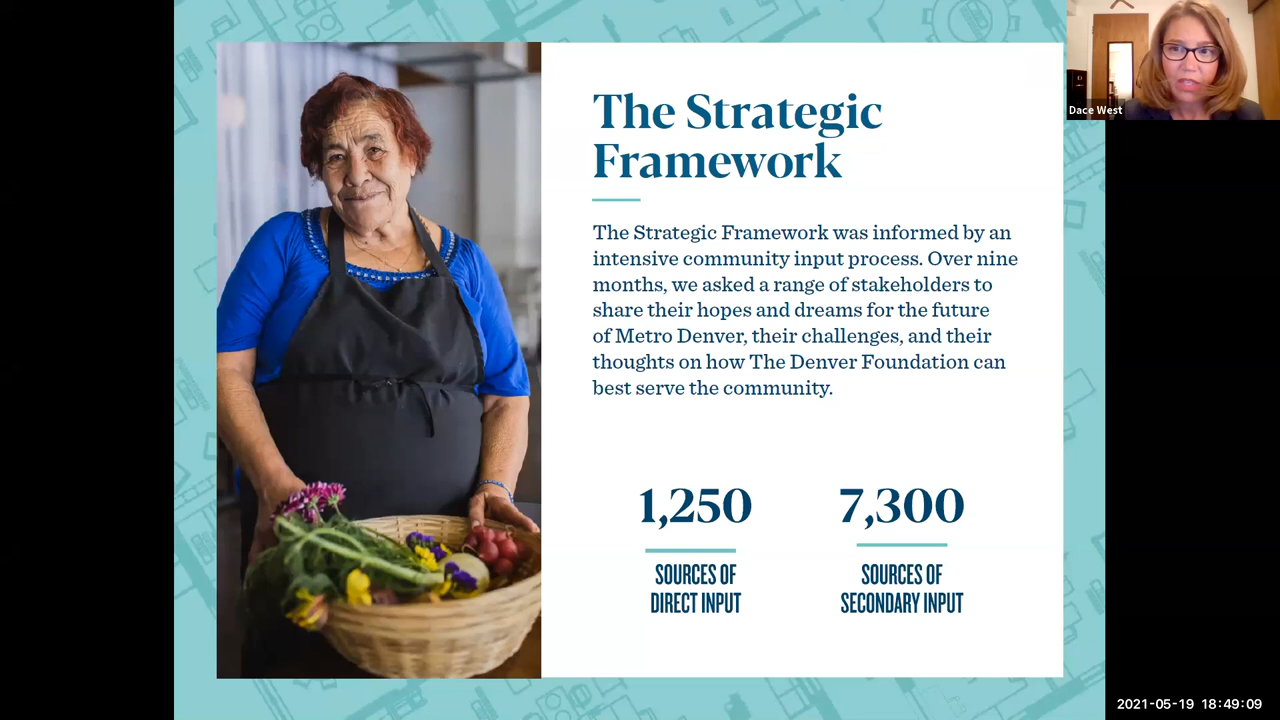 The Strategic
Framework
The Strategic Framework was informed by an
intensive community input process. Over nine
months, we asked a range of stakeholders to
share their hopes and dreams for the future
of Metro Denver, their challenges, and their
thoughts on how The Denver Foundation can
best serve the community.
1,250
SOURCES OF
DIRECT INPUT
7,300
SOURCES OF
SECONDARY INPUT
Dace West
2021-05-19 18:49:09